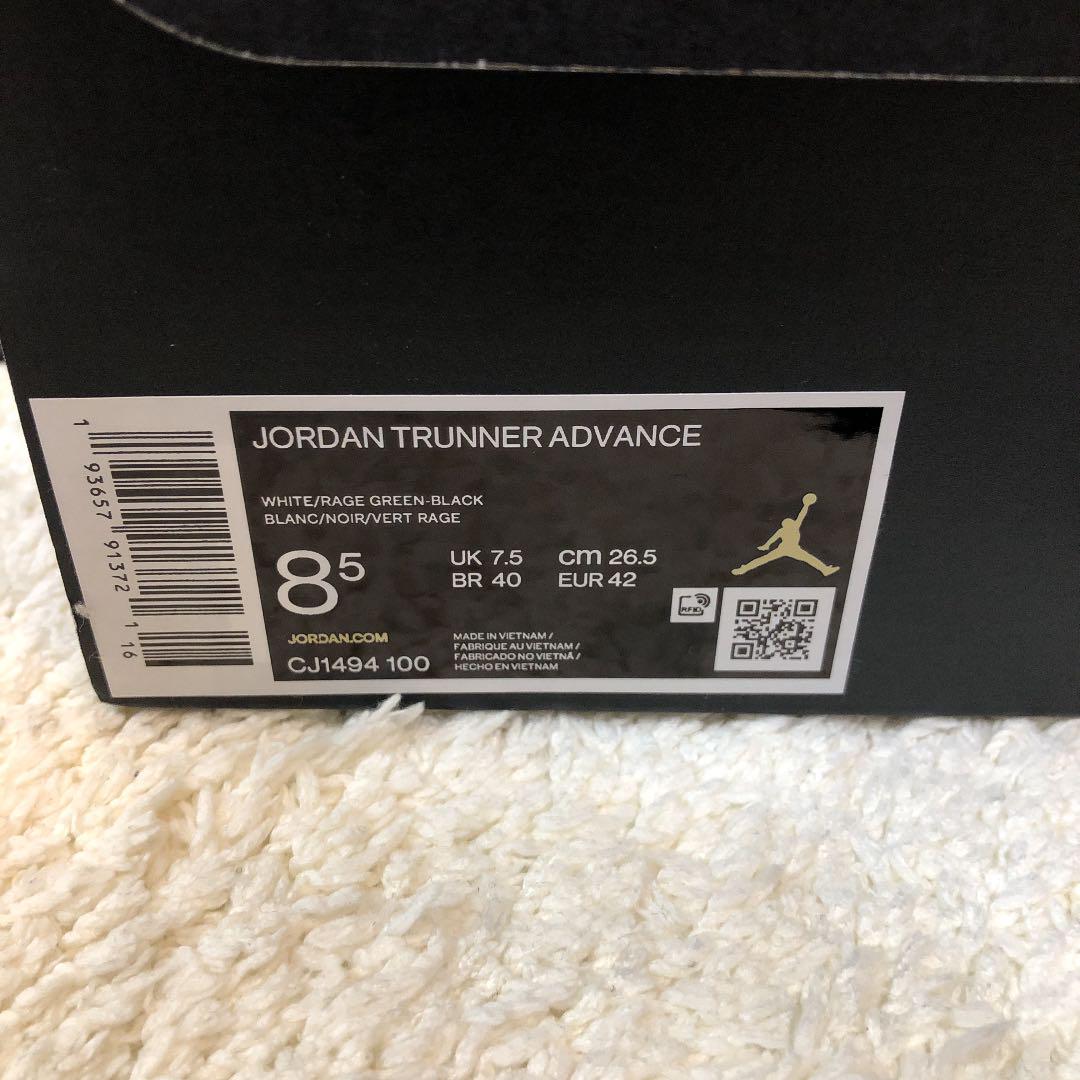 JORDAN TRUNNER ADVANCE
WHITE/RAGE GREEN-BLACK
BLANC/NOIR/VERT RAGE
85
UK 7.5 cm 26.5
BR 40 EUR 42
RFID
JORDAN.COM
CJ1494 100
MADE IN VIETNAM /
FABRIQUE AU VIETNAM /
FABRICADO NO VIETNÃ /
HECHO EN VIETNAM
1 93657 91372 1 16